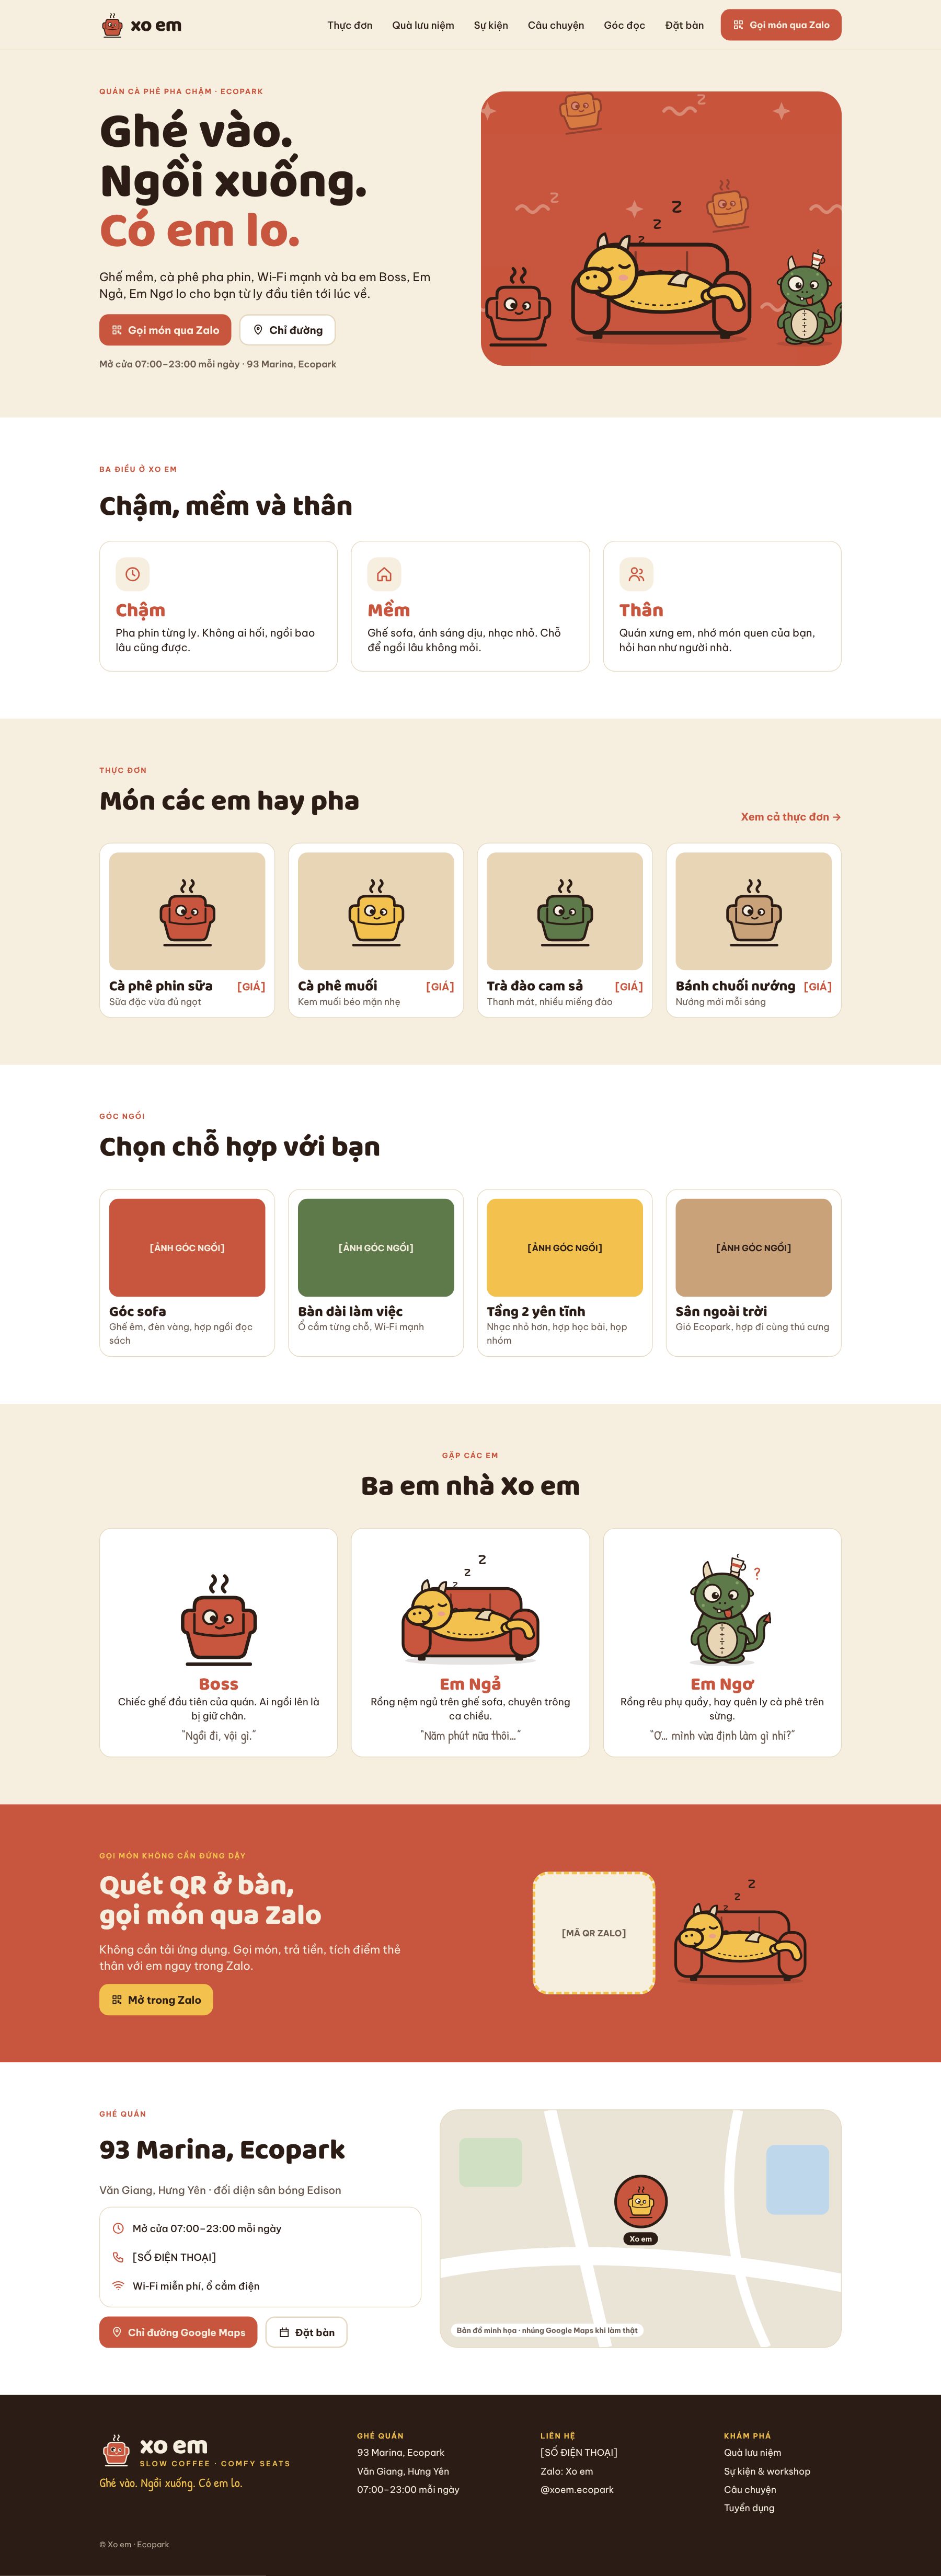 xo em
Thực đơn
Quà lưu niệm
Sự kiện
Câu chuyện
Góc đọc
Đặt bàn
Gọi món qua Zalo
QUÁN CÀ PHÊ PHA CHẬM · ECOPARK
Ghé vào.
Ngồi xuống.
Có em lo.
Ghế mềm, cà phê pha phin, Wi-Fi mạnh và ba em Boss, Em
Ngả, Em Ngơ lo cho bạn từ ly đầu tiên tới lúc về.
Gọi món qua Zalo
Chỉ đường
Mở cửa 07:00–23:00 mỗi ngày · 93 Marina, Ecopark
z
z
z
z
z
BA ĐIỀU Ở XO EM
Chậm, mềm và thân
Chậm
Pha phin từng ly. Không ai hối, ngồi bao
lâu cũng được.
Mềm
Ghế sofa, ánh sáng dịu, nhạc nhỏ. Chỗ
để ngồi lâu không mỏi.
Thân
Quán xưng em, nhớ món quen của bạn,
hỏi han như người nhà.
THỰC ĐƠN
Món các em hay pha
Xem cả thực đơn →
Cà phê phin sữa
[GIÁ]
Sữa đặc vừa đủ ngọt
Cà phê muối
[GIÁ]
Kem muối béo mặn nhẹ
Trà đào cam sả
[GIÁ]
Thanh mát, nhiều miếng đào
Bánh chuối nướng
[GIÁ]
Nướng mới mỗi sáng
GÓC NGỒI
Chọn chỗ hợp với bạn
[ẢNH GÓC NGỒI]
Góc sofa
Ghế êm, đèn vàng, hợp ngồi đọc
sách
[ẢNH GÓC NGỒI]
Bàn dài làm việc
Ổ cắm từng chỗ, Wi-Fi mạnh
[ẢNH GÓC NGỒI]
Tầng 2 yên tĩnh
Nhạc nhỏ hơn, hợp học bài, họp
nhóm
[ẢNH GÓC NGỒI]
Sân ngoài trời
Gió Ecopark, hợp đi cùng thú cưng
GẶP CÁC EM
Ba em nhà Xo em
Boss
Chiếc ghế đầu tiên của quán. Ai ngồi lên là
bị giữ chân.
"Ngồi đi, vội gì."
z
z
z
Em Ngả
Rồng nệm ngủ trên ghế sofa, chuyên trông
ca chiều.
"Năm phút nữa thôi…"
?
Em Ngơ
Rồng rêu phụ quầy, hay quên ly cà phê trên
sừng.
"Ơ… mình vừa định làm gì nhỉ?"
GỌI MÓN KHÔNG CẦN ĐỨNG DẬY
Quét QR ở bàn,
gọi món qua Zalo
Không cần tải ứng dụng. Gọi món, trả tiền, tích điểm thẻ
thân với em ngay trong Zalo.
Mở trong Zalo
[MÃ QR ZALO]
z
z
z
GHÉ QUÁN
93 Marina, Ecopark
Văn Giang, Hưng Yên · đối diện sân bóng Edison
Mở cửa 07:00–23:00 mỗi ngày
[SỐ ĐIỆN THOẠI]
Wi-Fi miễn phí, ổ cắm điện
Chỉ đường Google Maps
Đặt bàn
Xo em
Bản đồ minh họa · nhúng Google Maps khi làm thật
xo em
SLOW COFFEE · COMFY SEATS
Ghé vào. Ngồi xuống. Có em lo.
GHÉ QUÁN
93 Marina, Ecopark
Văn Giang, Hưng Yên
07:00–23:00 mỗi ngày
LIÊN HỆ
[SỐ ĐIỆN THOẠI]
Zalo: Xo em
@xoem.ecopark
KHÁM PHÁ
Quà lưu niệm
Sự kiện & workshop
Câu chuyện
Tuyển dụng
© Xo em · Ecopark